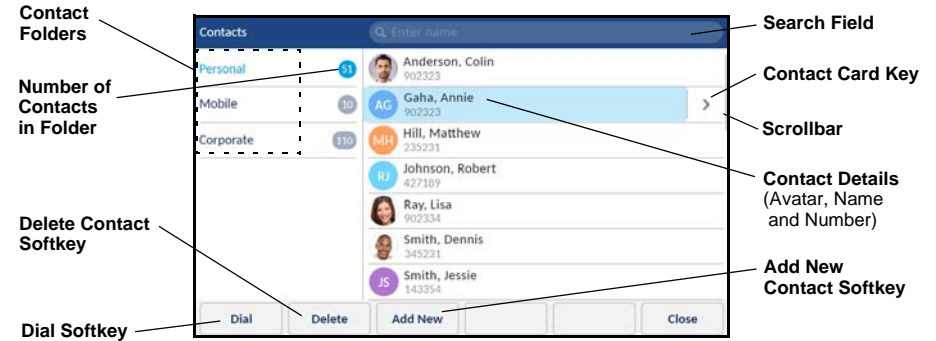 Contact
Folders
Number of
Contacts
in Folder
Delete Contact
Softkey
Dial Softkey
Contacts
Enter name
Personal
51
Mobile
10
Corporate
110
Anderson, Colin
902323
AG
Gaha, Annie
902323
MH
Hill, Matthew
235231
RJ
Johnson, Robert
427189
Ray, Lisa
902334
Smith, Dennis
345231
JS
Smith, Jessie
143354
Dial
Delete
Add New
Close
Search Field
Contact Card Key
Scrollbar
Contact Details
(Avatar, Name
and Number)
Add New
Contact Softkey